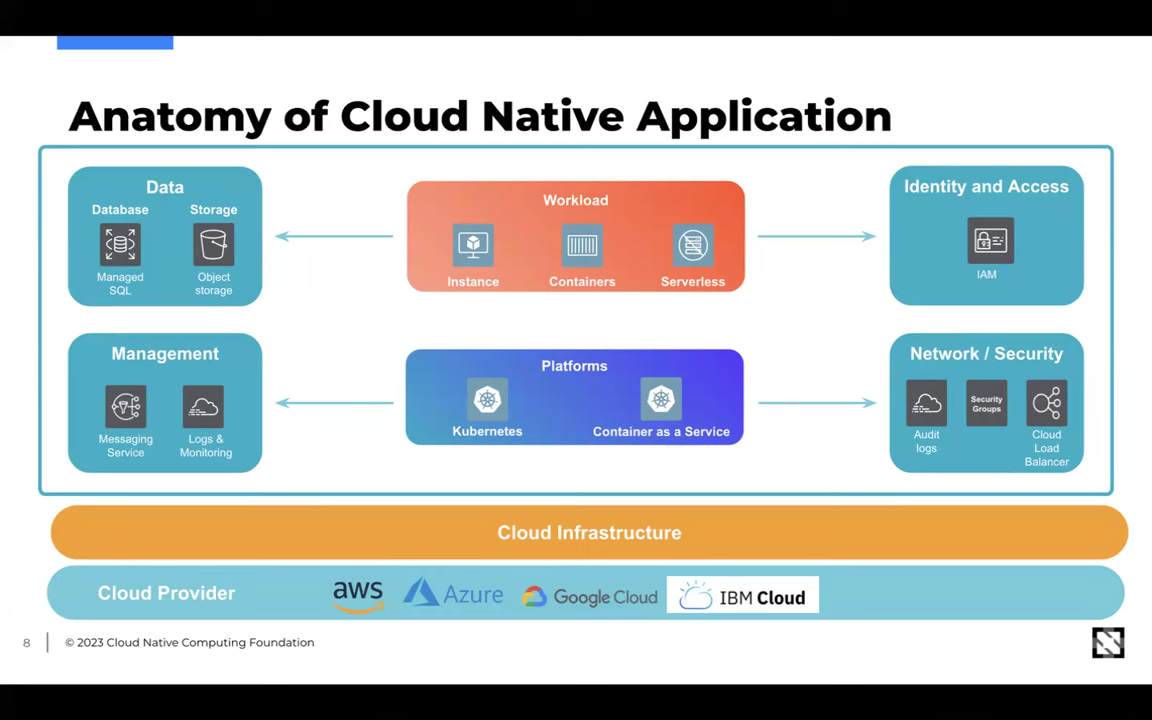 Anatomy of Cloud Native Application
Data
Database
Storage
Managed
SQL
Object
storage
Workload
Instance
Containers
Serverless
Identity and Access
IAM
Management
Messaging
Service
Logs &
Monitoring
Platforms
Kubernetes
Container as a Service
Network / Security
Audit
logs
Security
Groups
Cloud
Load
Balancer
Cloud Infrastructure
Cloud Provider
aws
Azure
Google Cloud
IBM Cloud
8
© 2023 Cloud Native Computing Foundation